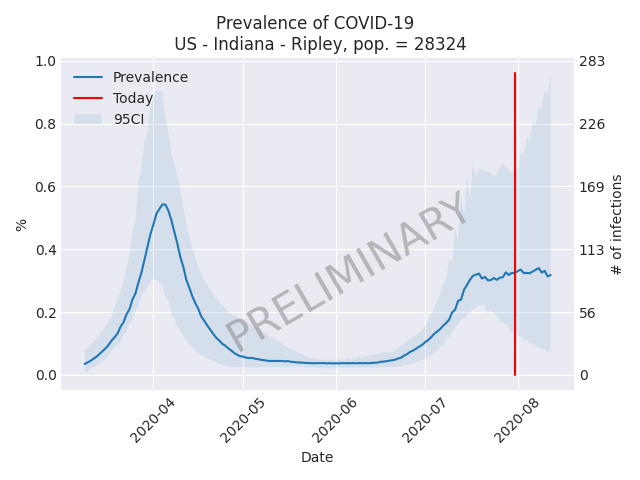 Prevalence of COVID-19
US - Indiana - Ripley, pop. = 28324
Prevalence
Today
95CI
1.0
0.8
0.6
0.4
0.2
0.0
%
283
226
169
113
56
0
# of infections
PRELIMINARY
2020-04
2020-05
2020-06
2020-07
2020-08
Date